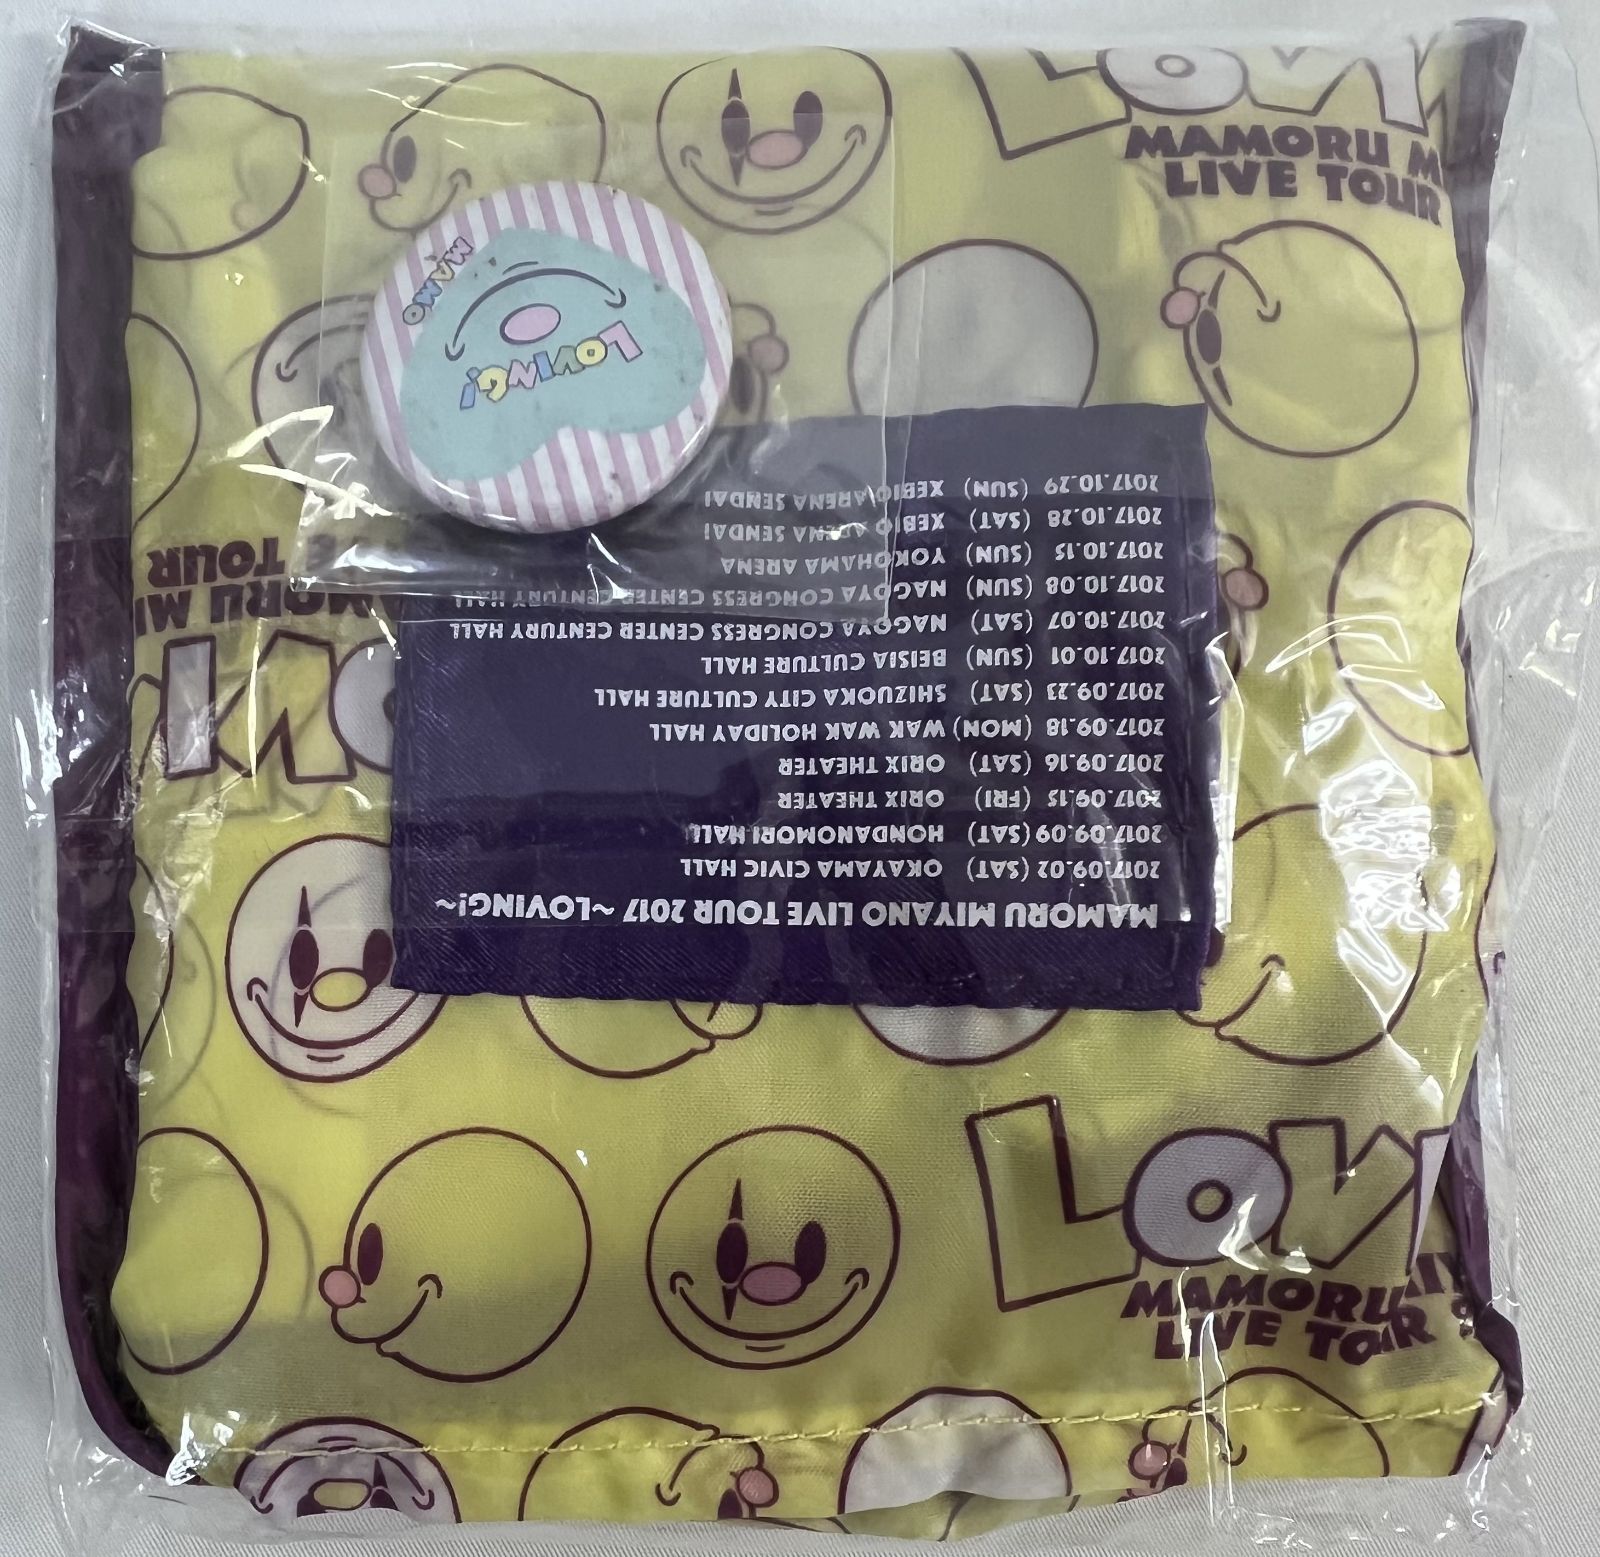 LOVI
MAMORU MI
LIVE TOUR
MAMO
LOVING!
MAMORU MIYANO LIVE TOUR 2017 ~LOVING!~
2017.09.02 (SAT) OKAYAMA CIVIC HALL
2017.09.09 (SAT) HONDANOMORI HALL
2017.09.15 (FRI) ORIX THEATER
2017.09.16 (SAT) ORIX THEATER
2017.09.18 (MON) WAK WAK HOLIDAY HALL
2017.09.23 (SAT) SHIZUOKA CITY CULTURE HALL
2017.10.01 (SUN) BEISIA CULTURE HALL
2017.10.07 (SAT) NAGOYA CONGRESS CENTER CENTURY HALL
2017.10.08 (SUN) NAGOYA CONGRESS CENTER CENTURY HALL
2017.10.15 (SUN) YOKOHAMA ARENA
2017.10.28 (SAT) XEBIO ARENA SENDAI
2017.10.29 (SUN) XEBIO ARENA SENDAI
AMORU MI
TOUR
LOVI
MAMORU MIY
LIVE TOUR